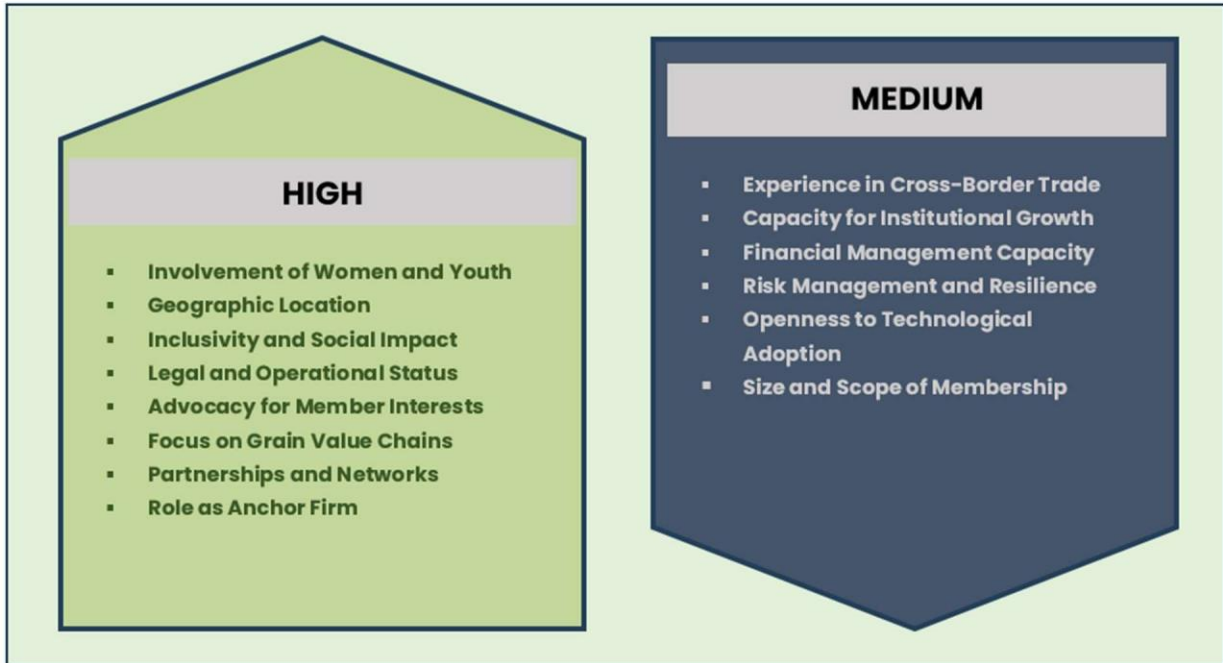 HIGH
▪ Involvement of Women and Youth
▪ Geographic Location
▪ Inclusivity and Social Impact
▪ Legal and Operational Status
▪ Advocacy for Member Interests
▪ Focus on Grain Value Chains
▪ Partnerships and Networks
▪ Role as Anchor Firm
MEDIUM
▪ Experience in Cross-Border Trade
▪ Capacity for Institutional Growth
▪ Financial Management Capacity
▪ Risk Management and Resilience
▪ Openness to Technological
Adoption
▪ Size and Scope of Membership